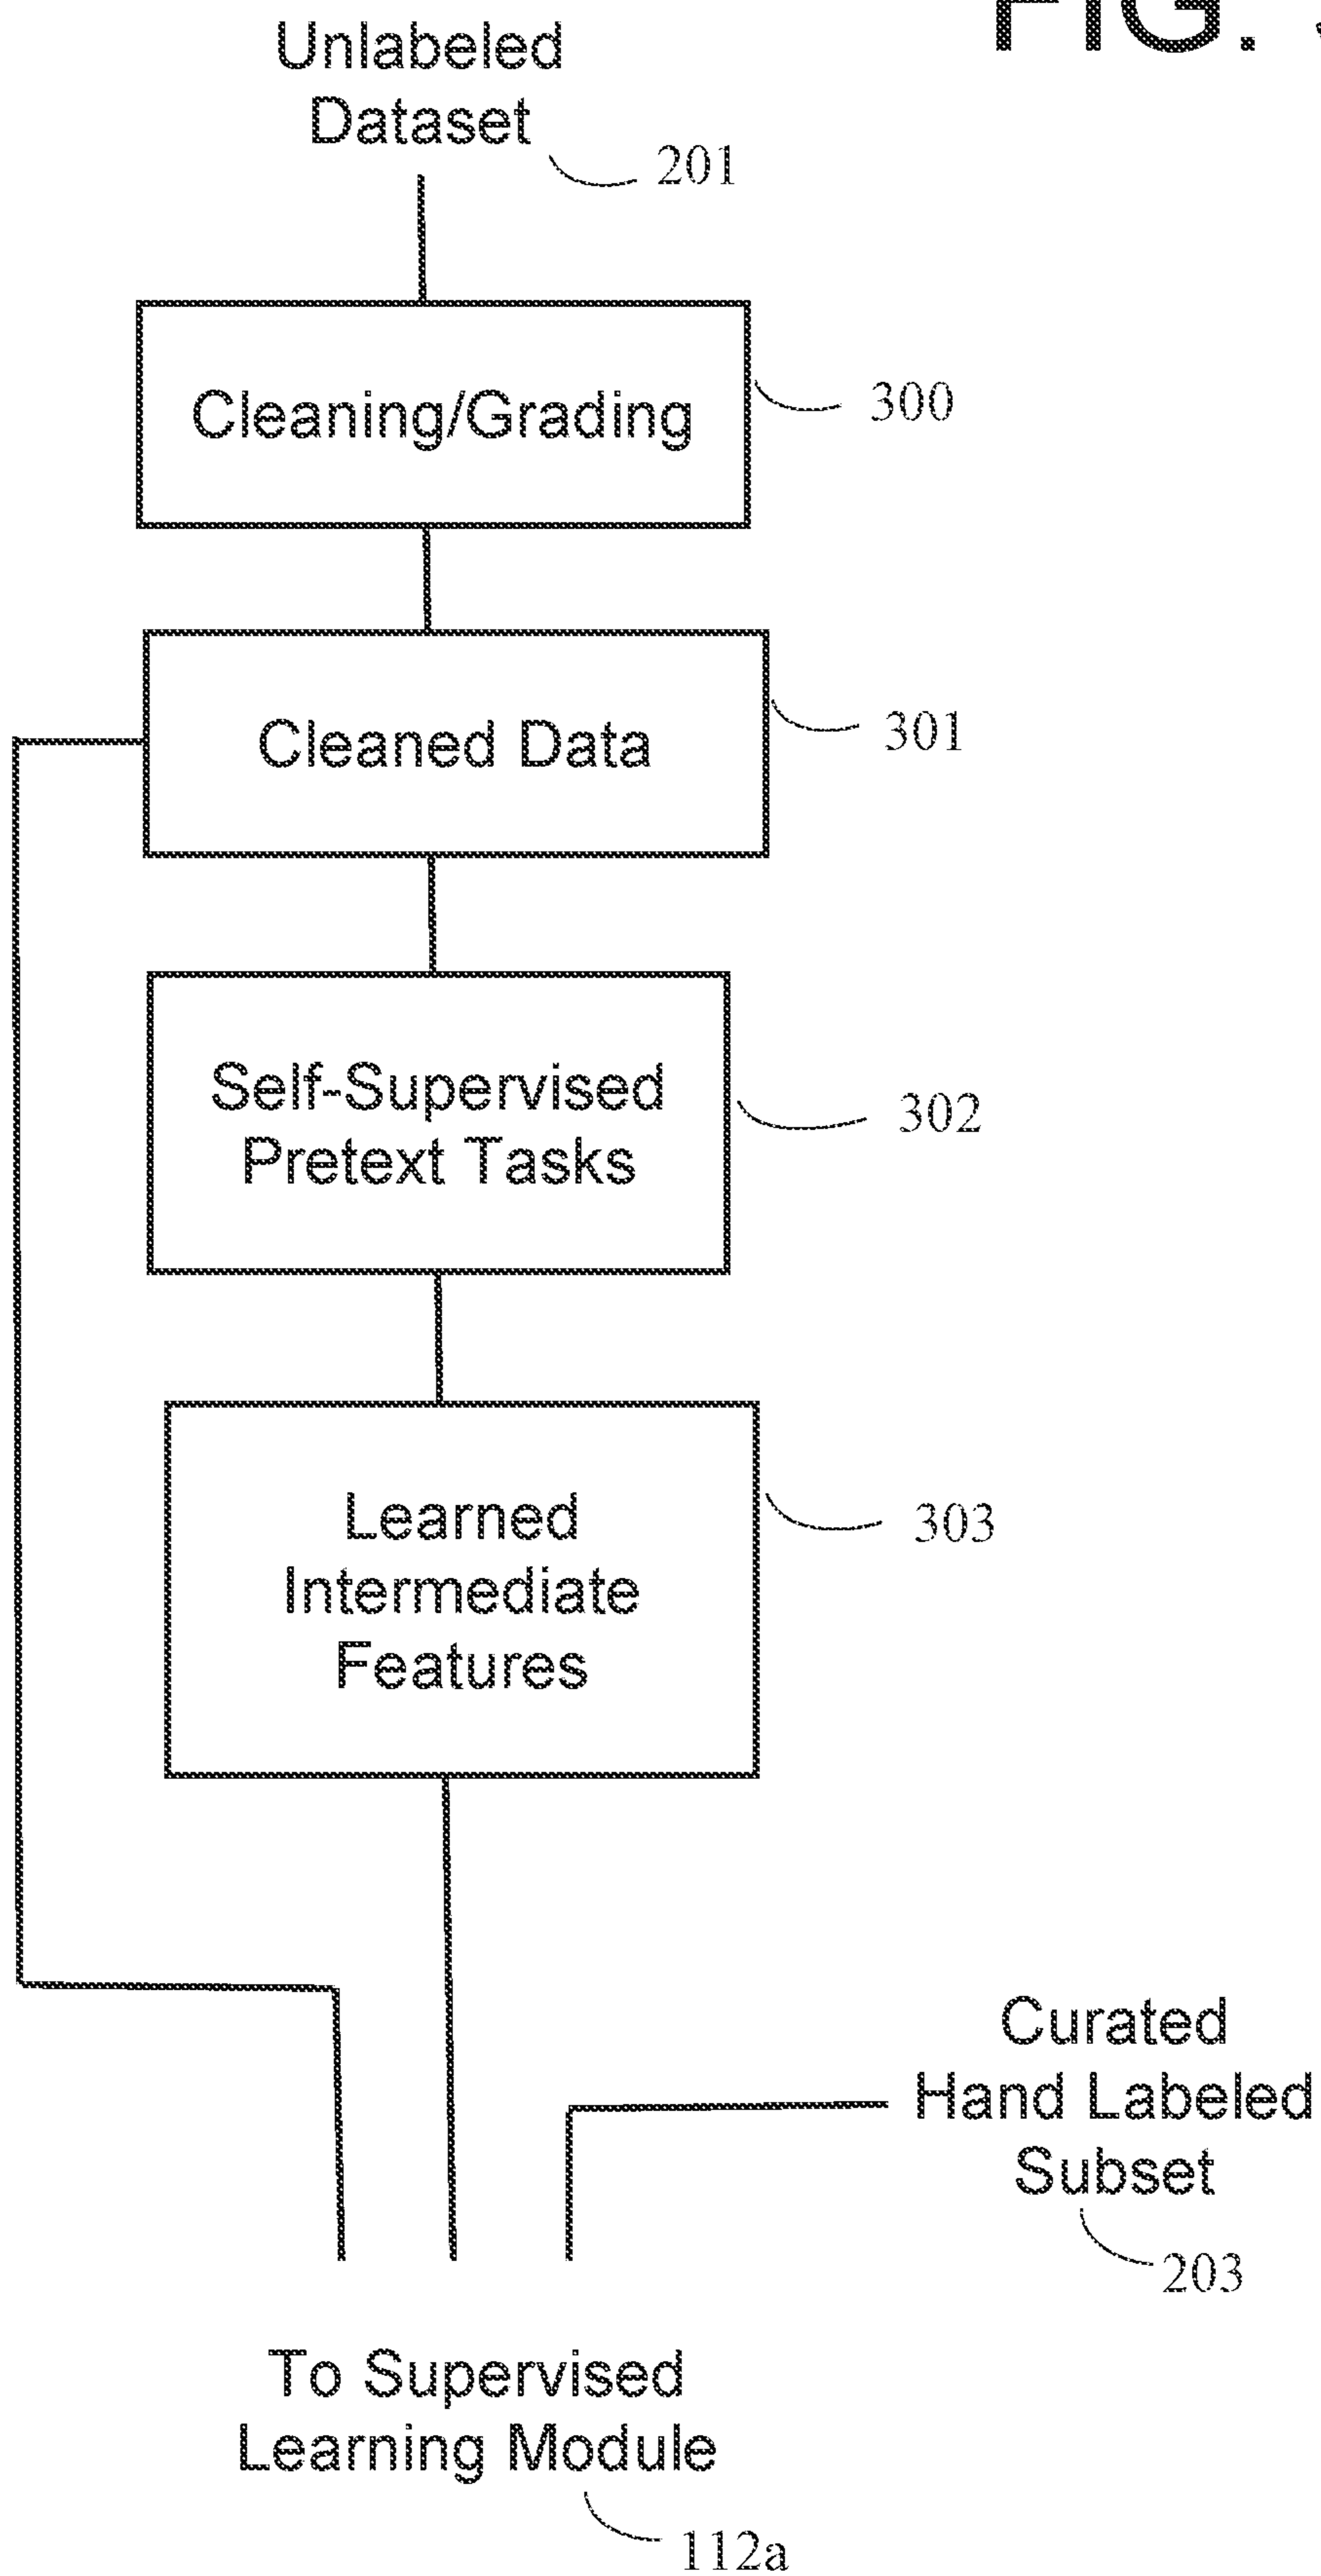 FIG.
Unlabeled
Dataset
201
Cleaning/Grading
300
Cleaned Data
301
Self-Supervised
Pretext Tasks
302
Learned
Intermediate
Features
303
Curated
Hand Labeled
Subset
203
To Supervised
Learning Module
112a